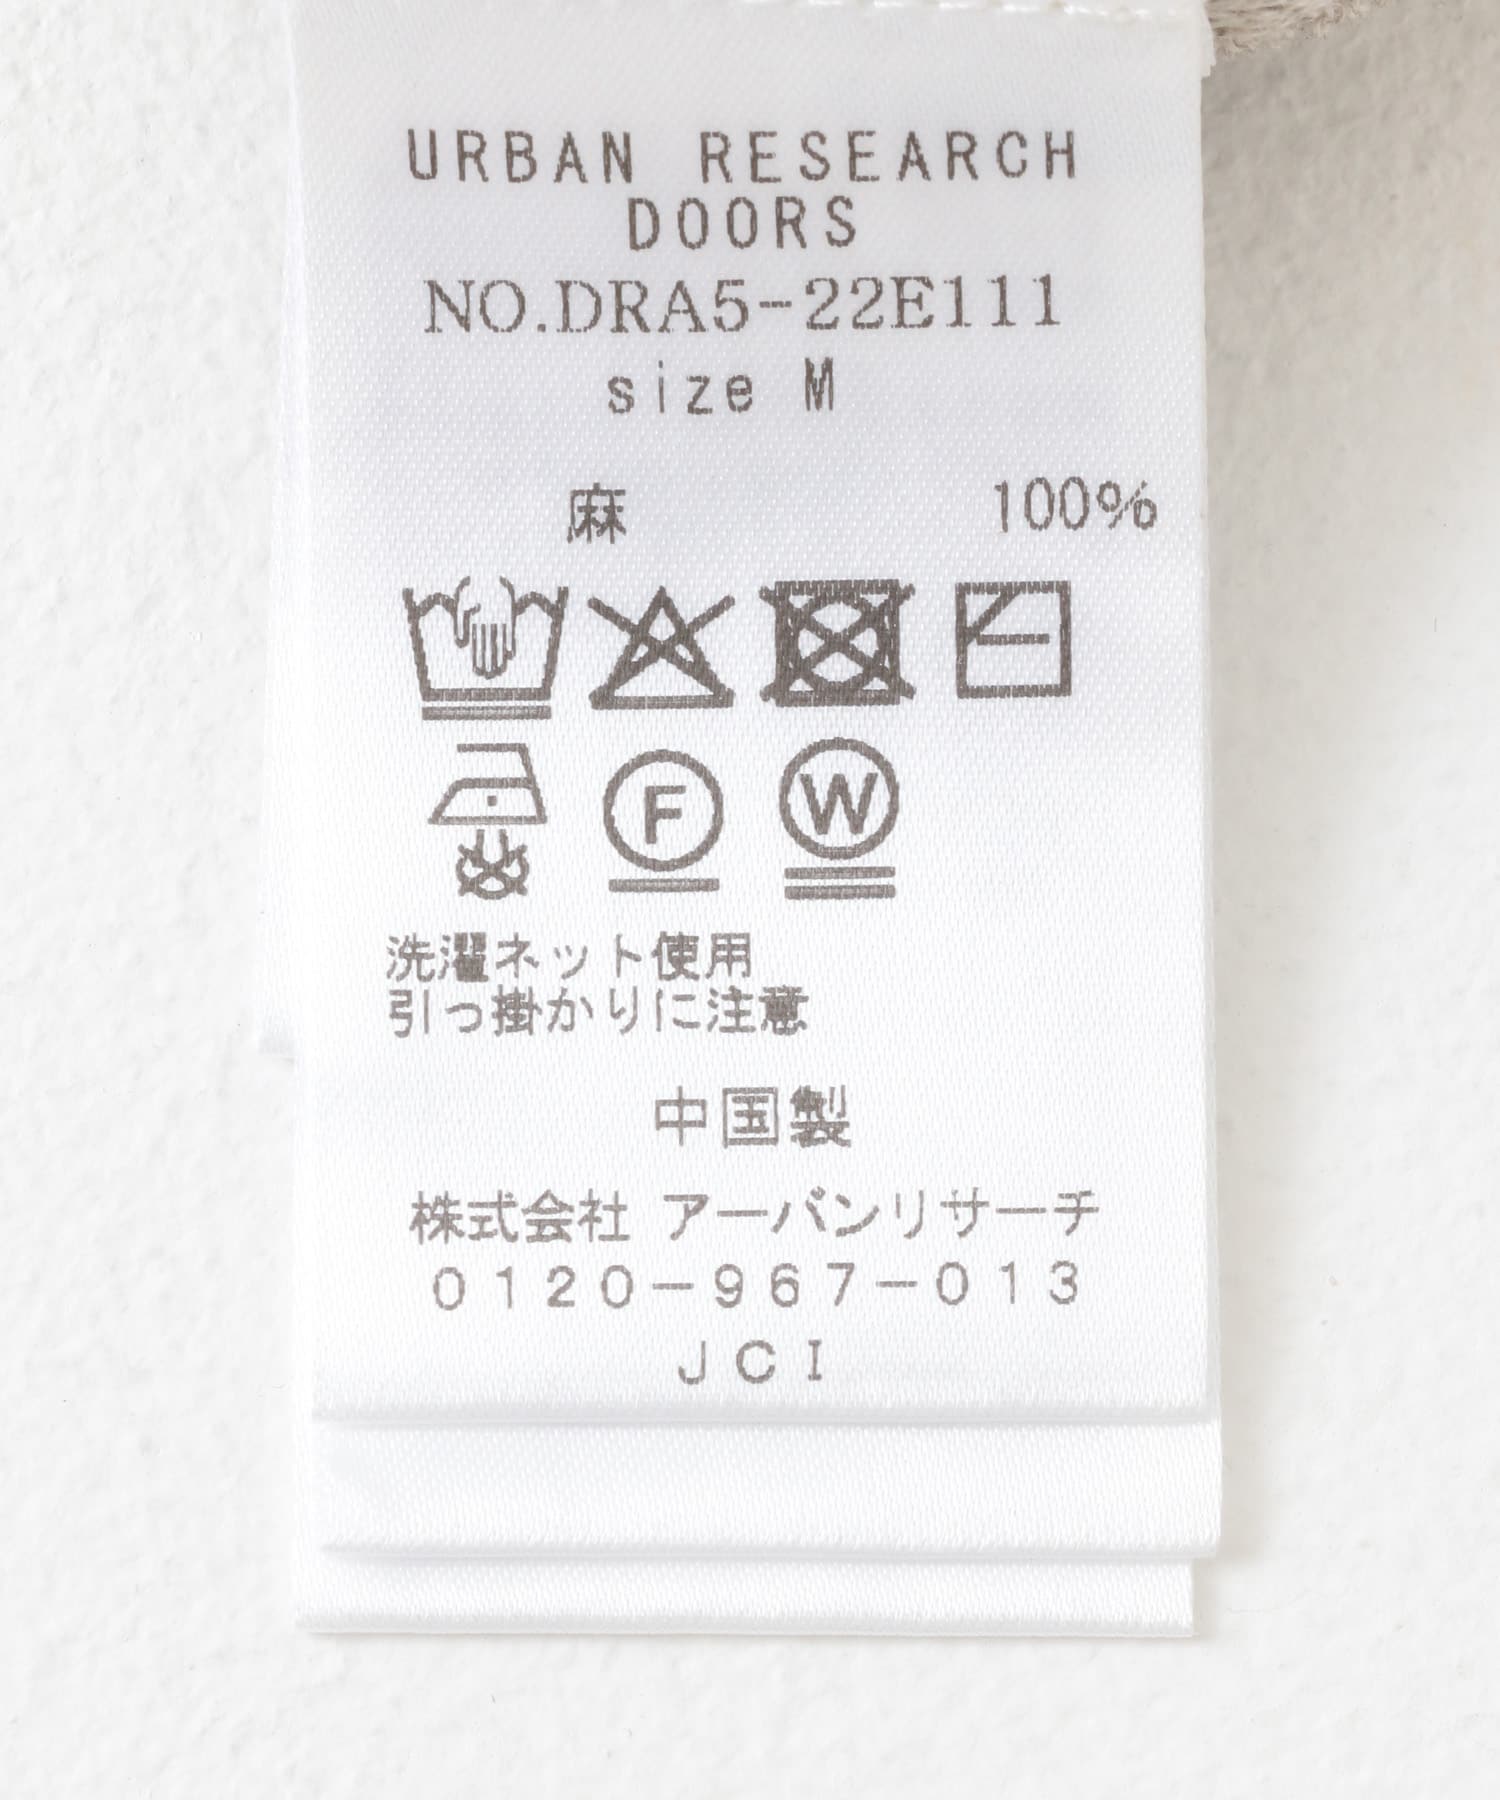 URBAN RESEARCH
DOORS
NO.DRA5-22E111
size M
麻 100%
F W
洗濯ネット使用
引っ掛かりに注意
中国製
株式会社 アーバンリサーチ
0120-967-013
JCI